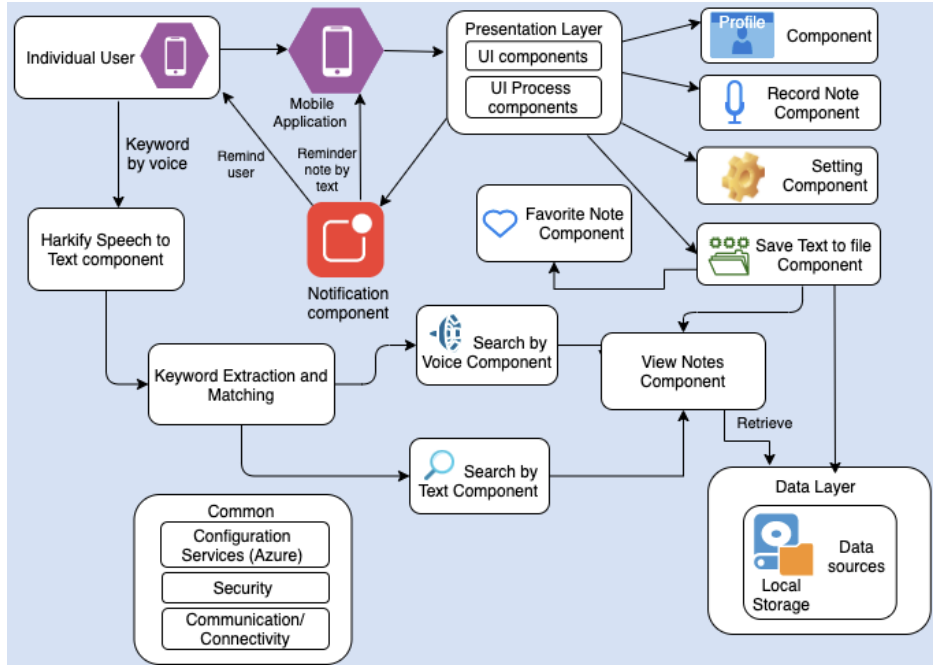 Individual User
Mobile
Application
Presentation Layer
UI components
UI Process
components
Profile
Component
Record Note
Component
Setting
Component
Keyword
by voice
Remind
user
Reminder
note by
text
Harkify Speech to
Text component
Notification
component
Favorite Note
Component
Save Text to file
Component
Keyword Extraction and
Matching
Search by
Voice Component
View Notes
Component
Retrieve
Search by
Text Component
Common
Configuration
Services (Azure)
Security
Communication/
Connectivity
Data Layer
Data
sources
Local
Storage